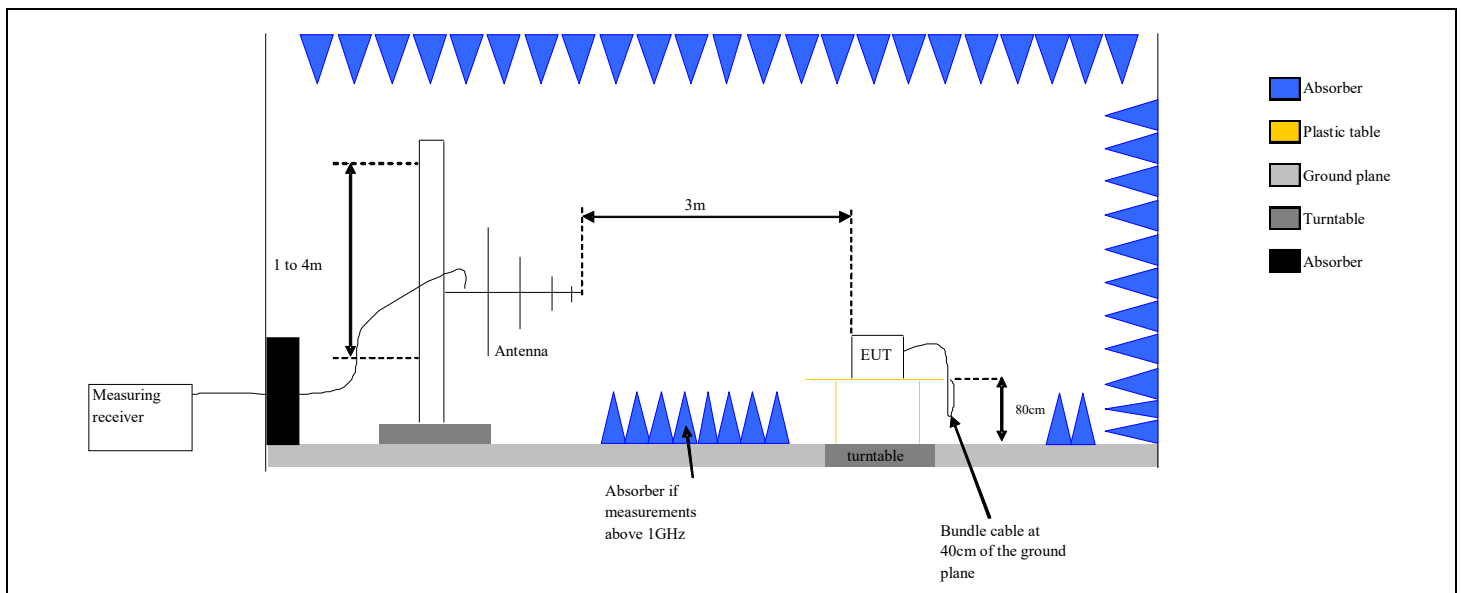 Absorber
Plastic table
Ground plane
Turntable
Absorber
3m
1 to 4m
Antenna
EUT
Measuring
receiver
80cm
turntable
Absorber if
measurements
above 1GHz
Bundle cable at
40cm of the ground
plane